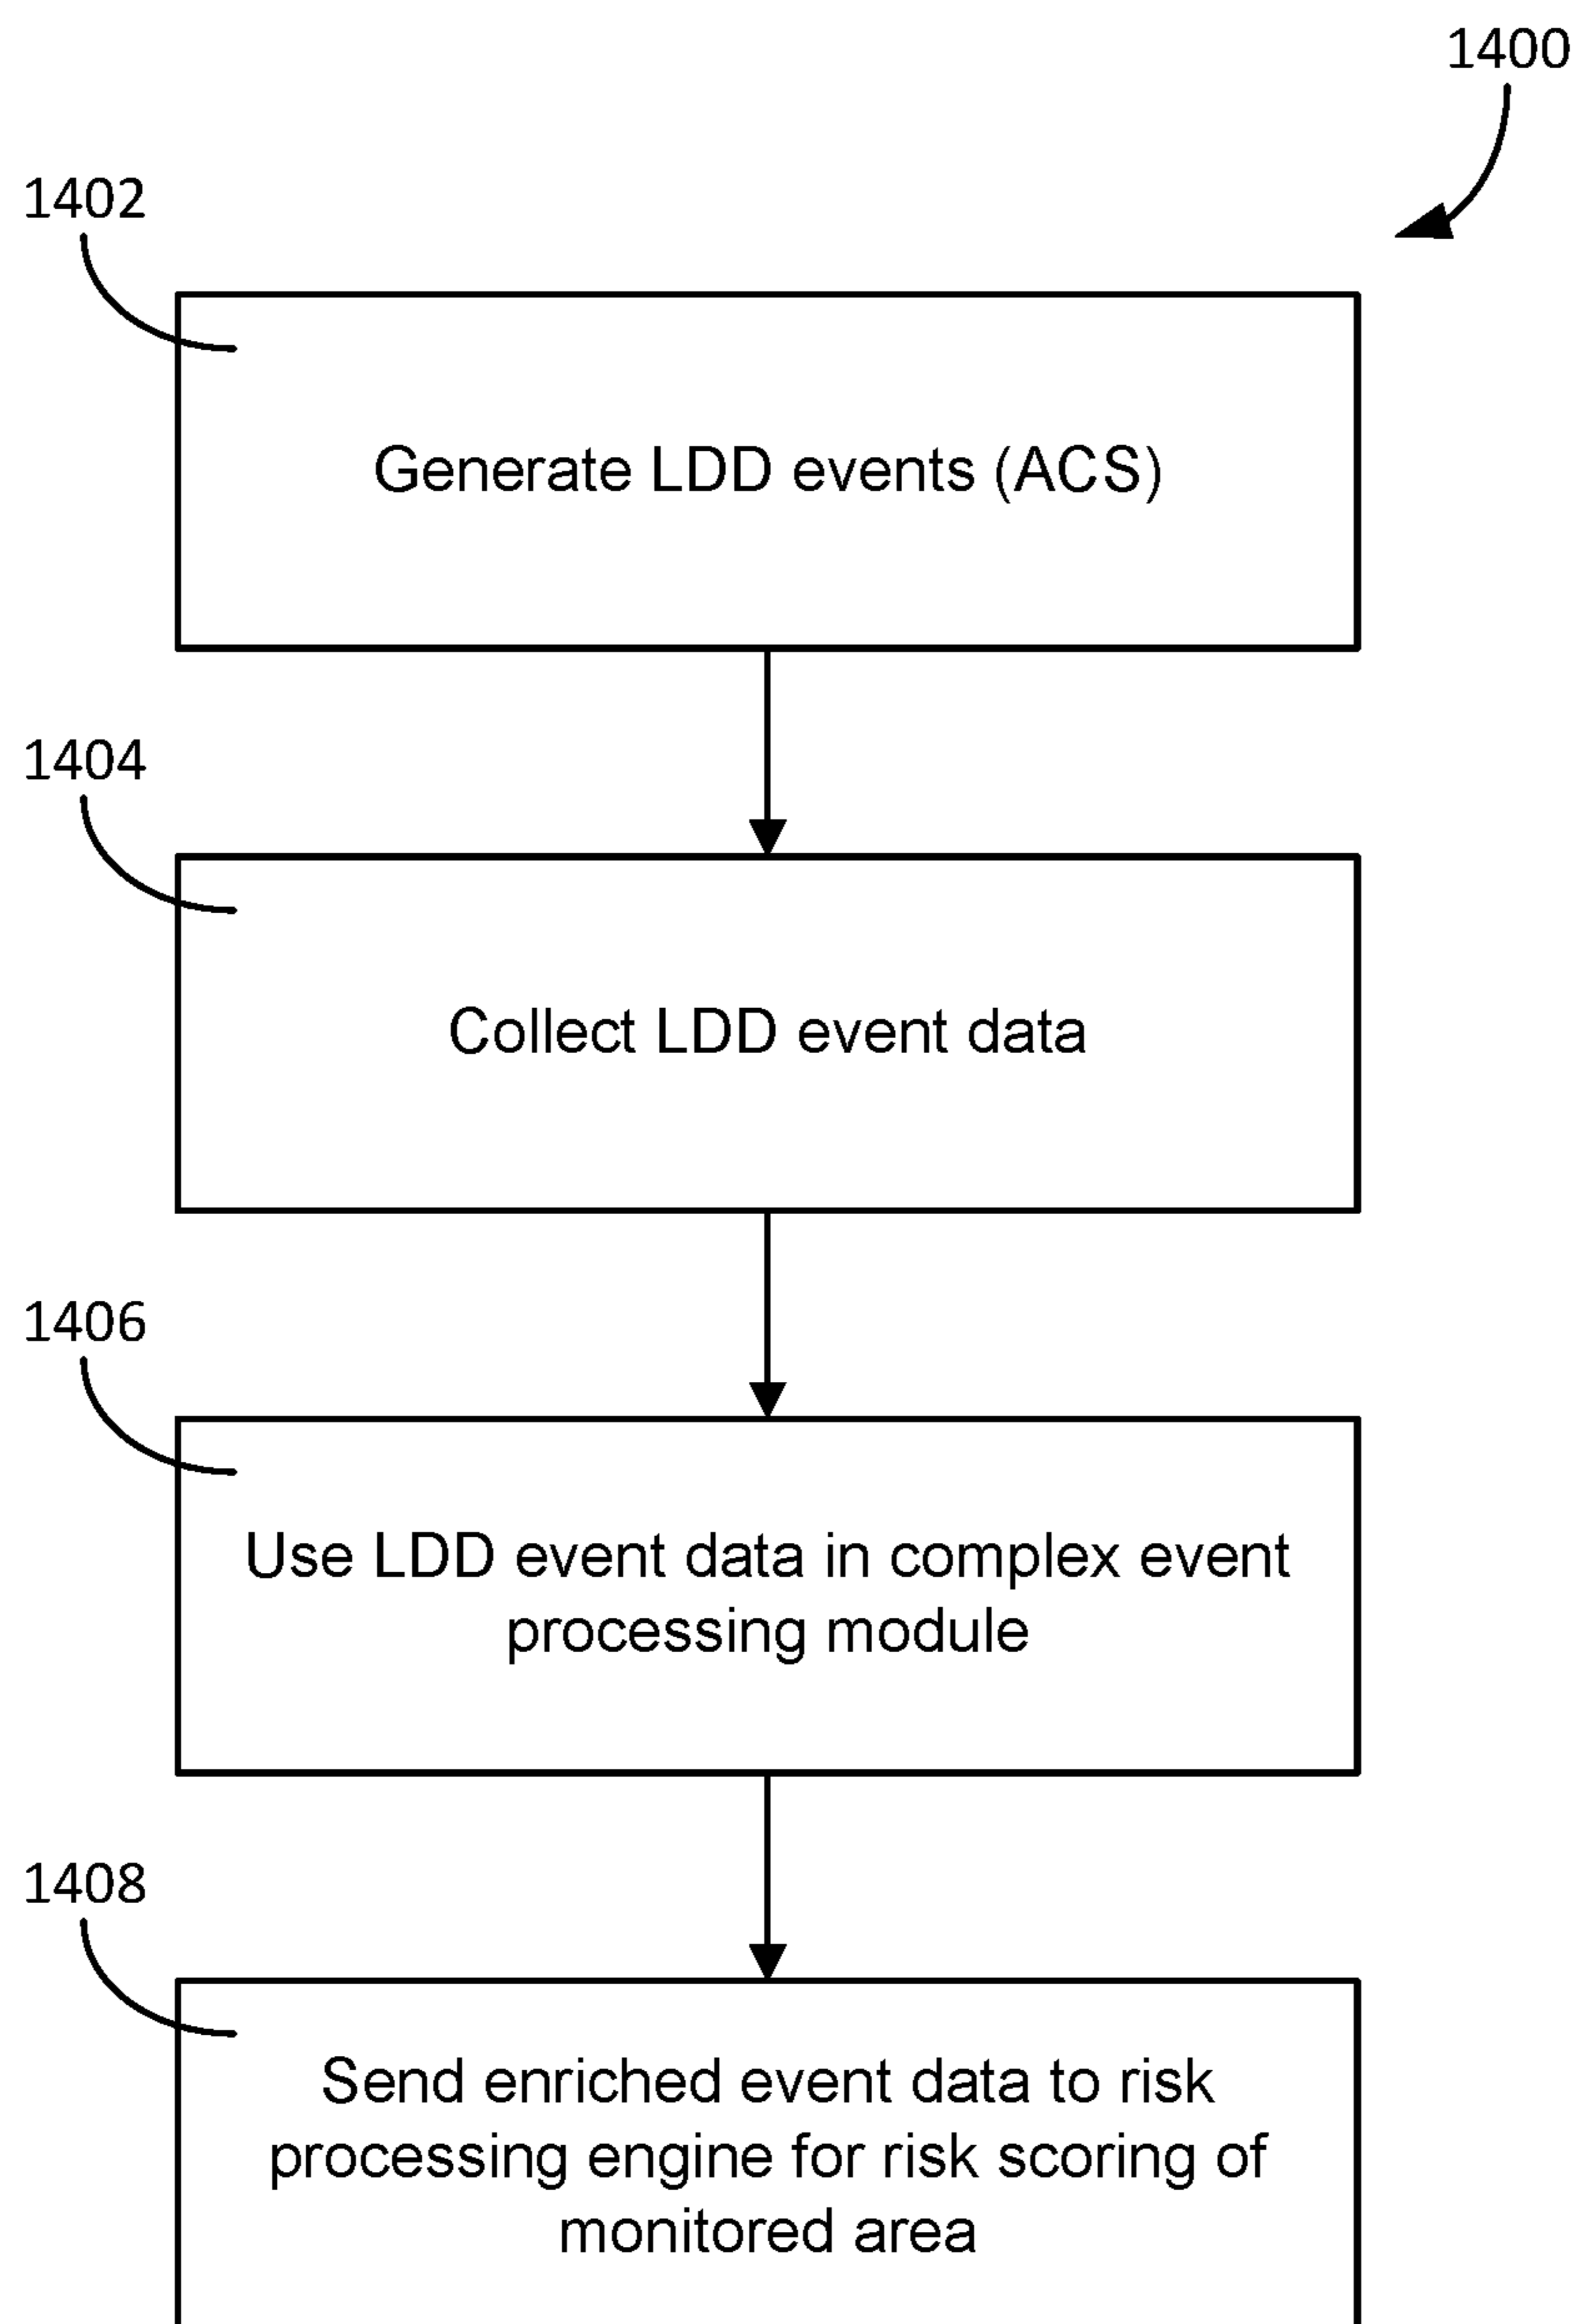 1400
1402
Generate LDD events (ACS)
1404
Collect LDD event data
1406
Use LDD event data in complex event
processing module
1408
Send enriched event data to risk
processing engine for risk scoring of
monitored area